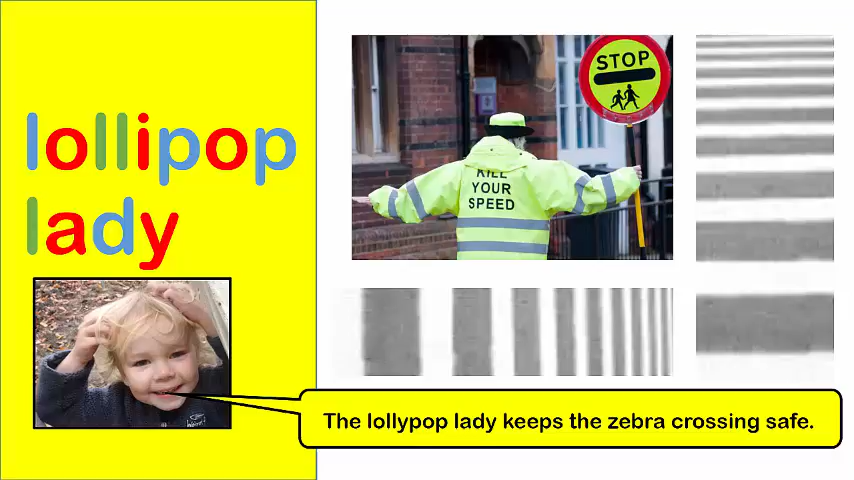 lollipop
lady
STOP
KILL
YOUR
SPEED
The lollypop lady keeps the zebra crossing safe.